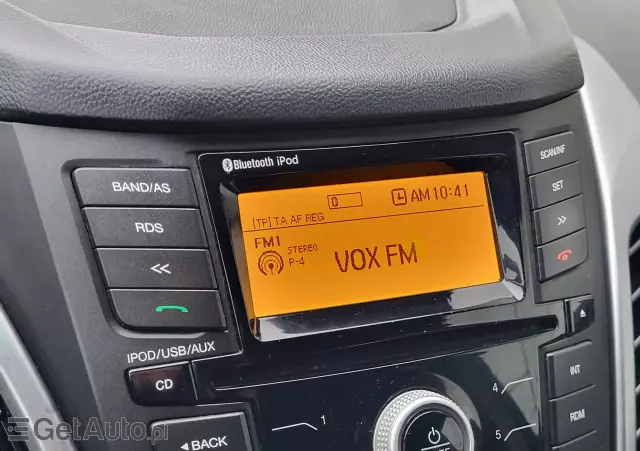 Bluetooth iPod
BAND/AS
RDS
<<
IPOD/USB/AUX
CD
◀BACK
AM 10:41
[TP] TA AF REG
FM1
STEREO
P-4
VOX FM
SCAN/INF
SET
>>
INT
RDM
1
4
5
GetAuto.pl